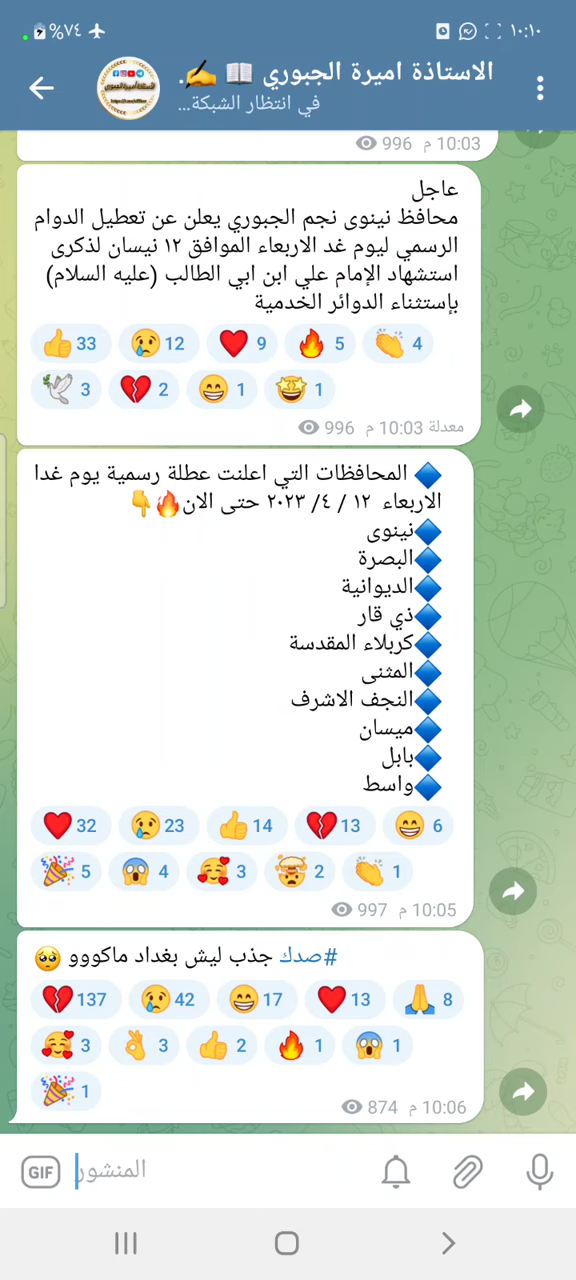 ١٠:١٠
%٧٤
الاستاذة اميرة الجبوري 📖 ✍️.
في انتظار الشبكة...
996 10:03 م
عاجل
محافظ نينوى نجم الجبوري يعلن عن تعطيل الدوام
الرسمي ليوم غد الاربعاء الموافق ١٢ نيسان لذكرى
استشهاد الإمام علي ابن ابي الطالب (عليه السلام)
بإستثناء الدوائر الخدمية
👍 33 😢 12 ❤️ 9 🔥 5 👏 4
🕊 3 💔 2 😁 1 🤩 1
996 معدلة 10:03 م
🔷 المحافظات التي اعلنت عطلة رسمية يوم غدا
الاربعاء ١٢ / ٤/ ٢٠٢٣ حتى الان🔥👇
🔷نينوى
🔷البصرة
🔷الديوانية
🔷ذي قار
🔷كربلاء المقدسة
🔷المثنى
🔷النجف الاشرف
🔷ميسان
🔷بابل
🔷واسط
❤️ 32 😢 23 👍 14 💔 13 😁 6
🎉 5 😱 4 🥰 3 🤯 2 👏 1
997 10:05 م
#صدك جذب ليش بغداد ماكووو 🥺
💔 137 😢 42 😁 17 ❤️ 13 🙏 8
🥰 3 👌 3 👍 2 🔥 1 😱 1
🎉 1
874 10:06 م
المنشور
GIF